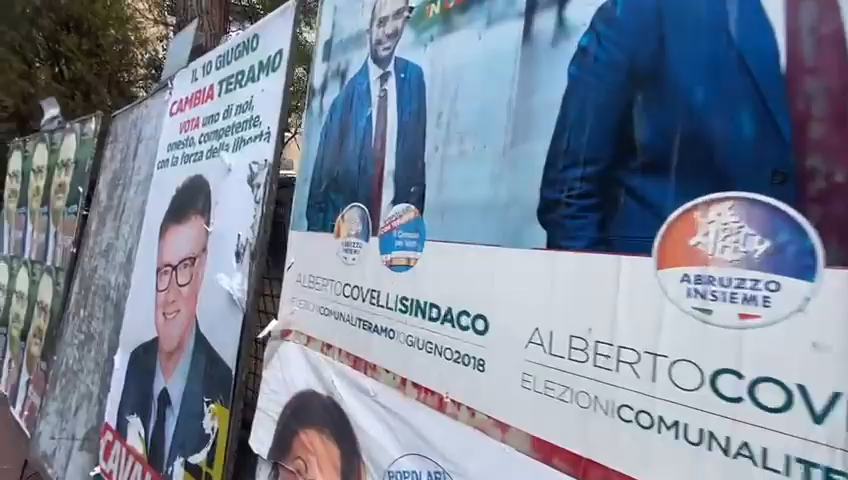 IL 10 GIUGNO
CAMBIA TERAMO
VOTA uno di noi,
onesto, competente,
con la forza della libertà
ALBERTOCOVELLISINDACO
ELEZIONICOMUNALITERAMO10GIUGNO2018
ABRUZZO
INSIEME
ALBERTOCOVE
ELEZIONICOMUNALITE
POPOLARI